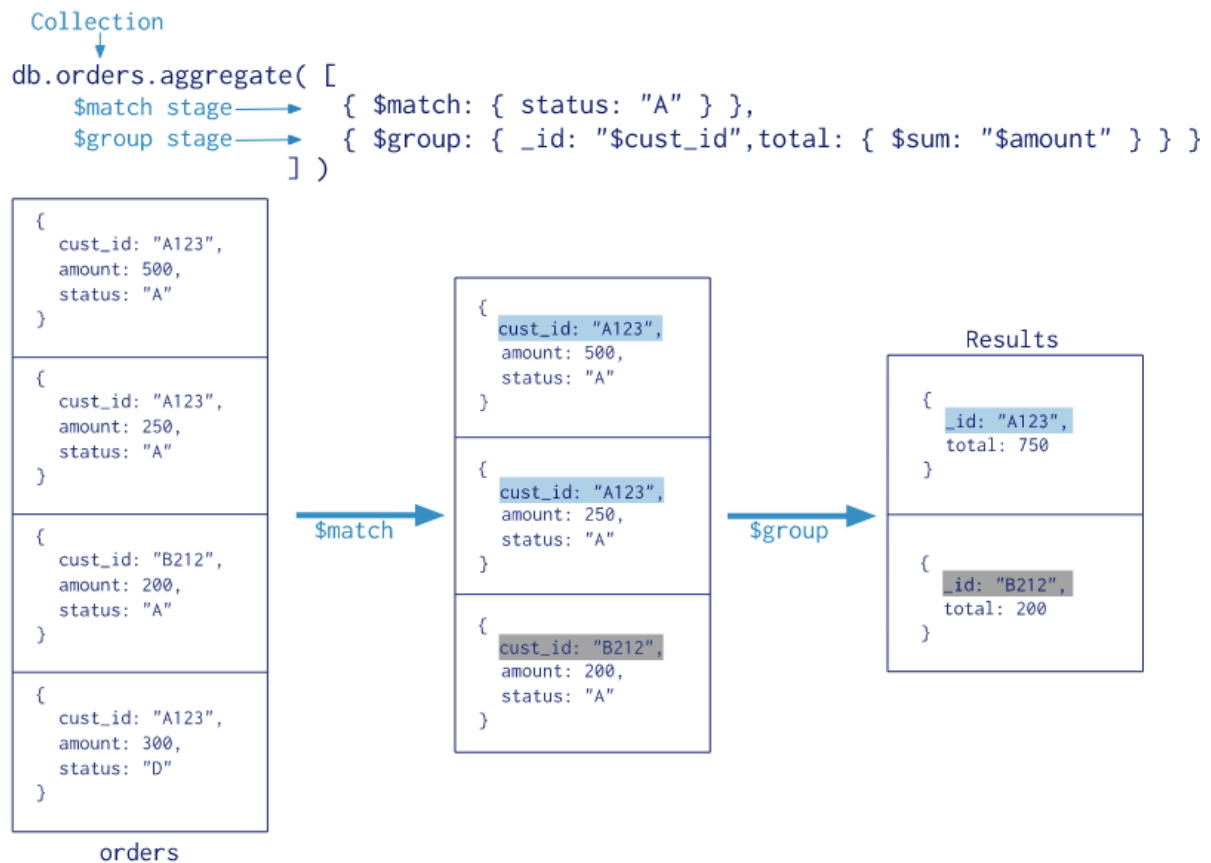 Collection
db.orders.aggregate( [
$match stage
{ $match: { status: "A" } },
$group stage
{ $group: { _id: "$cust_id",total: { $sum: "$amount" } } }
] )
{
cust_id: "A123",
amount: 500,
status: "A"
}
{
cust_id: "A123",
amount: 250,
status: "A"
}
{
cust_id: "B212",
amount: 200,
status: "A"
}
{
cust_id: "A123",
amount: 300,
status: "D"
}
orders
$match
{
cust_id: "A123",
amount: 500,
status: "A"
}
{
cust_id: "A123",
amount: 250,
status: "A"
}
{
cust_id: "B212",
amount: 200,
status: "A"
}
$group
Results
{
_id: "A123",
total: 750
}
{
_id: "B212",
total: 200
}